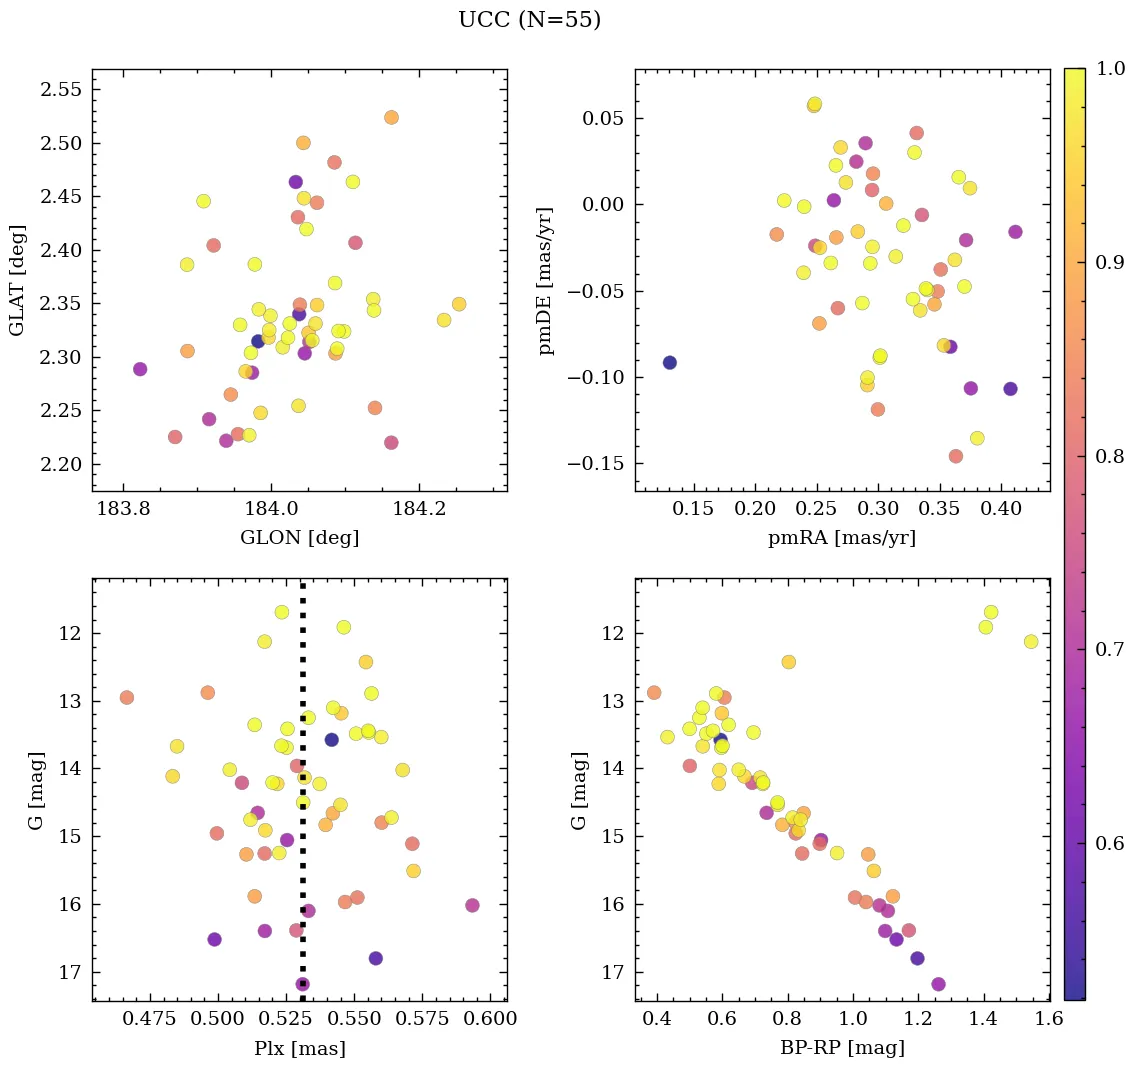 UCC (N=55)
2.55
2.50
2.45
2.40
2.35
2.30
2.25
2.20
GLAT [deg]
183.8 184.0 184.2
GLON [deg]
0.05
0.00
−0.05
−0.10
−0.15
pmDE [mas/yr]
0.15 0.20 0.25 0.30 0.35 0.40
pmRA [mas/yr]
12
13
14
15
16
17
G [mag]
0.475 0.500 0.525 0.550 0.575 0.600
Plx [mas]
12
13
14
15
16
17
G [mag]
0.4 0.6 0.8 1.0 1.2 1.4 1.6
BP-RP [mag]
1.0
0.9
0.8
0.7
0.6